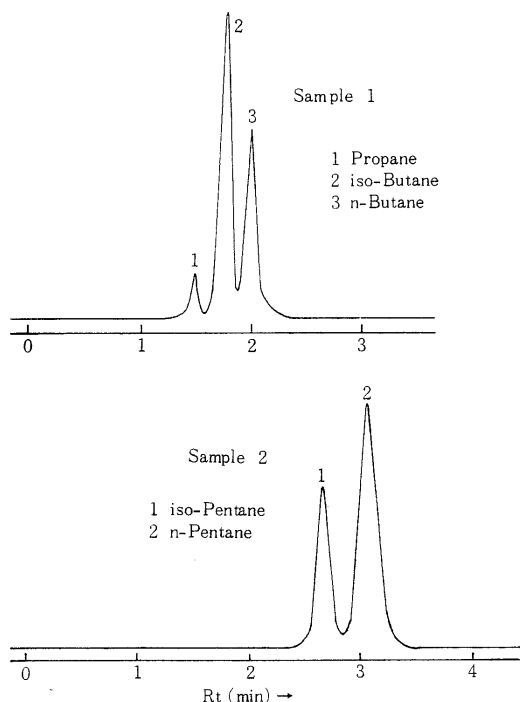 2
Sample 1
3
1 Propane
2 iso-Butane
3 n-Butane
1
0 1 2 3
2
Sample 2
1
1 iso-Pentane
2 n-Pentane
0 1 2 3 4
Rt (min) →